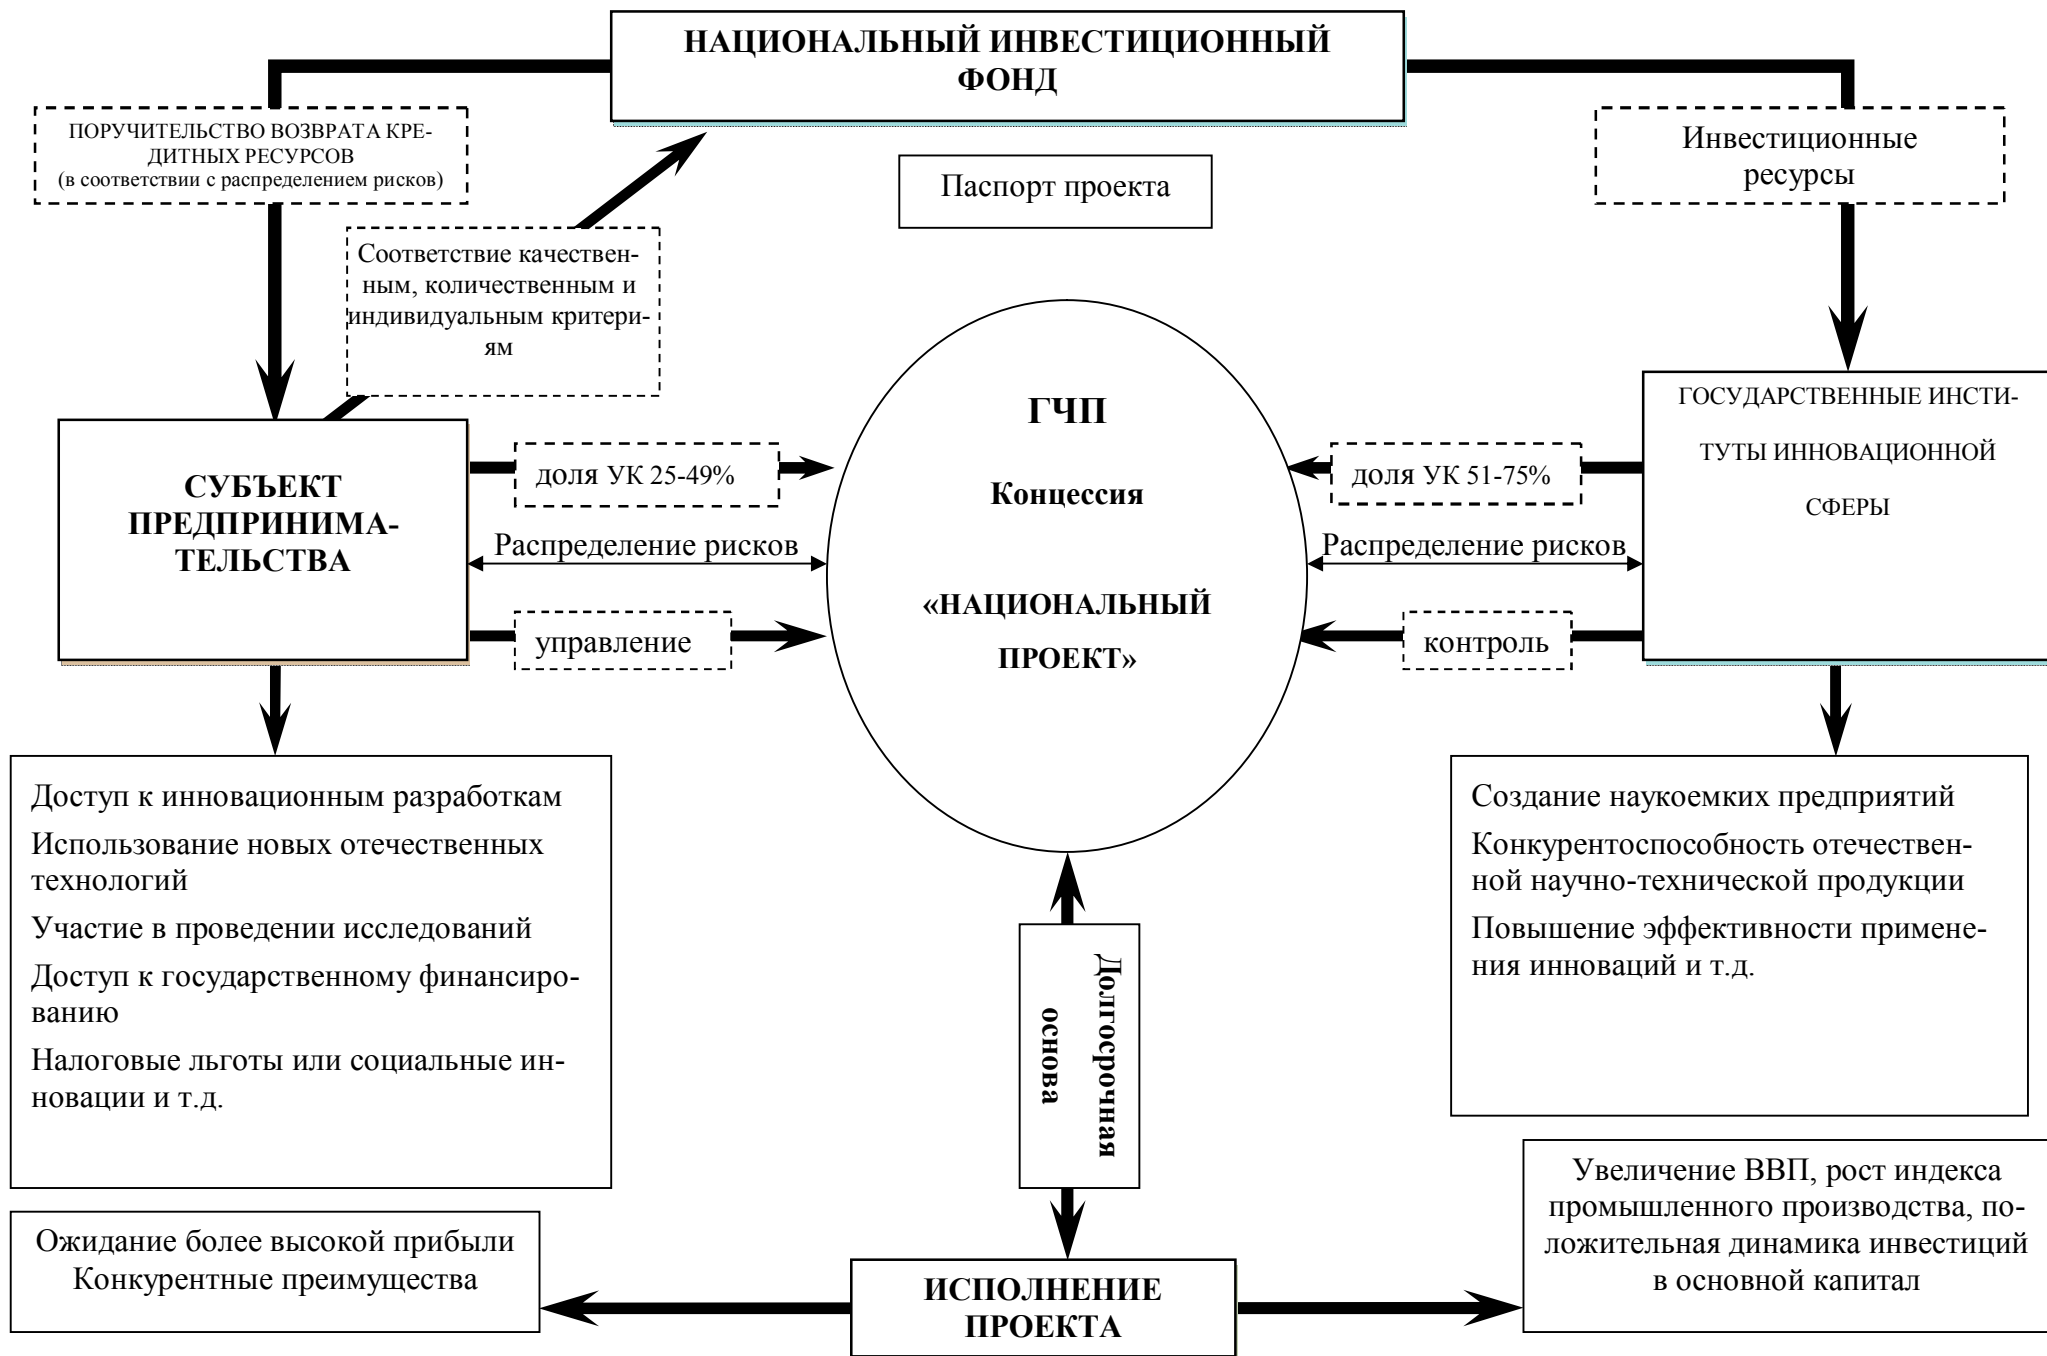 НАЦИОНАЛЬНЫЙ ИНВЕСТИЦИОННЫЙ
ФОНД
ПОРУЧИТЕЛЬСТВО ВОЗВРАТА КРЕ-
ДИТНЫХ РЕСУРСОВ
(в соответствии с распределением рисков)
Инвестиционные
ресурсы
Паспорт проекта
Соответствие качествен-
ным, количественным и
индивидуальным критери-
ям
ГЧП
Концессия
«НАЦИОНАЛЬНЫЙ
ПРОЕКТ»
СУБЪЕКТ
ПРЕДПРИНИМА-
ТЕЛЬСТВА
доля УК 25-49%
Распределение рисков
управление
доля УК 51-75%
Распределение рисков
контроль
ГОСУДАРСТВЕННЫЕ ИНСТИ-
ТУТЫ ИННОВАЦИОННОЙ
СФЕРЫ
Доступ к инновационным разработкам
Использование новых отечественных
технологий
Участие в проведении исследований
Доступ к государственному финансиро-
ванию
Налоговые льготы или социальные ин-
новации и т.д.
Долгосрочная
основа
Создание наукоемких предприятий
Конкурентоспособность отечествен-
ной научно-технической продукции
Повышение эффективности примене-
ния инноваций и т.д.
Ожидание более высокой прибыли
Конкурентные преимущества
ИСПОЛНЕНИЕ
ПРОЕКТА
Увеличение ВВП, рост индекса
промышленного производства, по-
ложительная динамика инвестиций
в основной капитал